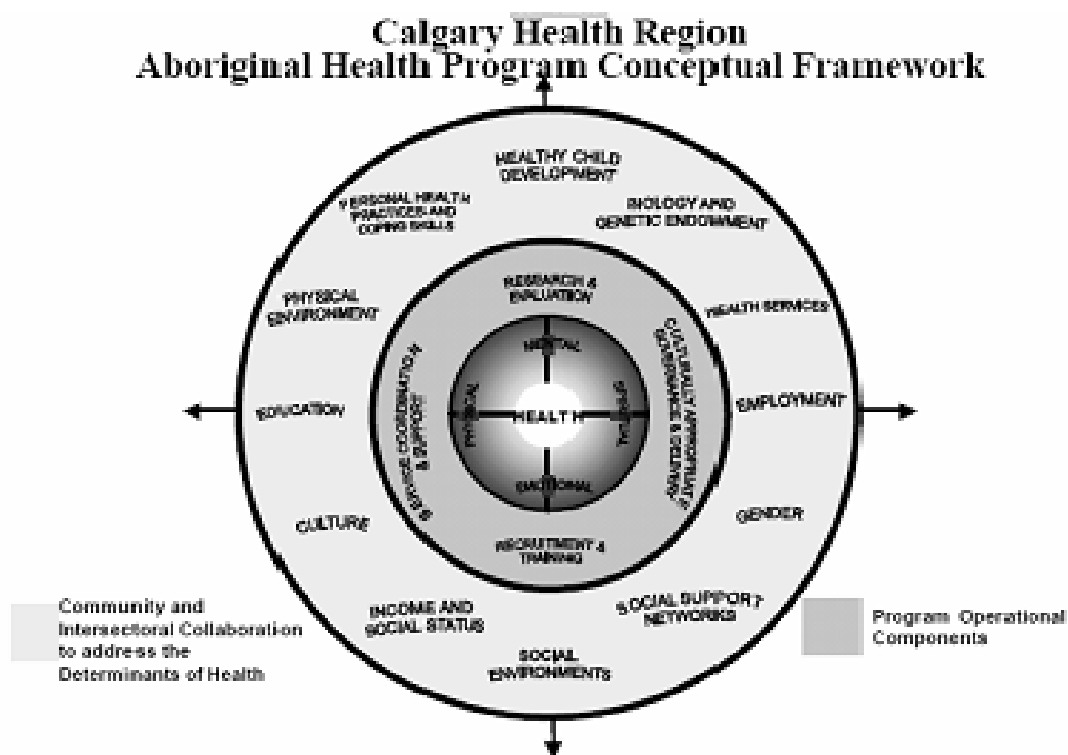 Calgary Health Region
Aboriginal Health Program Conceptual Framework
HEALTHY CHILD
DEVELOPMENT
PERSONAL HEALTH
PRACTICES AND
COPING SKILLS
BIOLOGY AND
GENETIC ENDOWMENT
PHYSICAL
ENVIRONMENT
HEALTH SERVICES
EDUCATION
EMPLOYMENT
CULTURE
GENDER
INCOME AND
SOCIAL STATUS
SOCIAL SUPPORT
NETWORKS
SOCIAL
ENVIRONMENTS
RESEARCH &
EVALUATION
SERVICE COORDINATION
& SUPPORT
CULTURALLY APPROPRIATE
GOVERNANCE & DELIVERY
RECRUITMENT &
TRAINING
MENTAL
PHYSICAL
HEALTH
SPIRITUAL
EMOTIONAL
Community and
Intersectoral Collaboration
to address the
Determinants of Health
Program Operational
Components